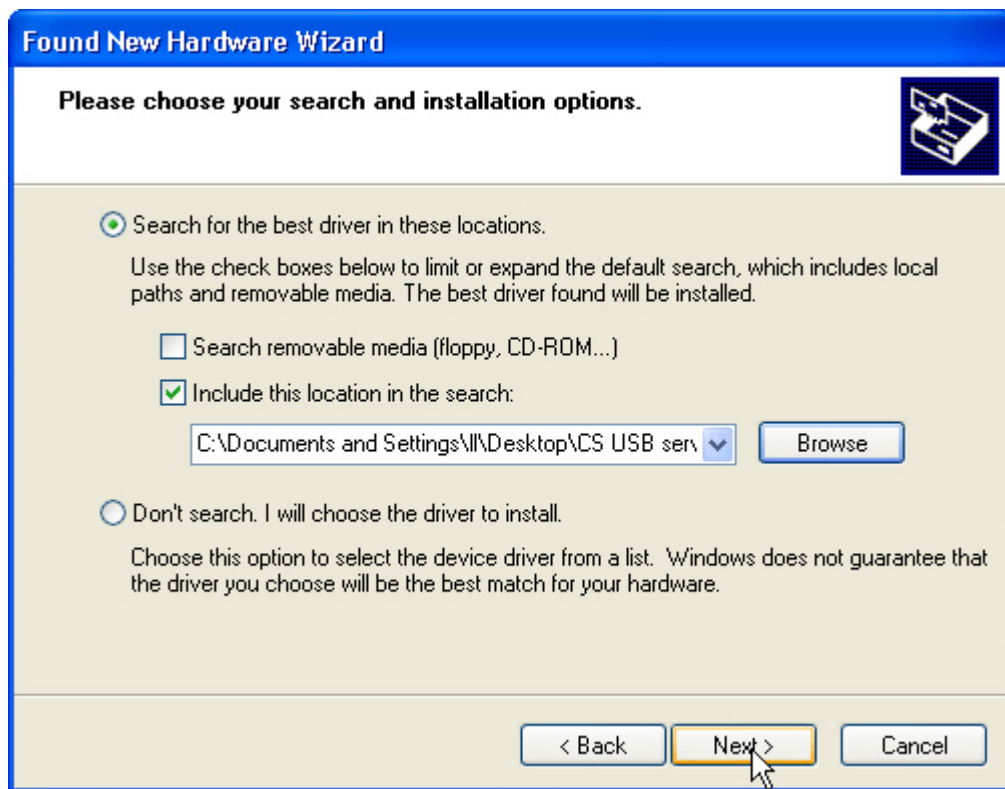 Found New Hardware Wizard
Please choose your search and installation options.
Search for the best driver in these locations.
Use the check boxes below to limit or expand the default search, which includes local
paths and removable media. The best driver found will be installed.
Search removable media (floppy, CD-ROM...)
Include this location in the search:
C:\Documents and Settings\II\Desktop\CS USB ser
Browse
Don't search. I will choose the driver to install.
Choose this option to select the device driver from a list.  Windows does not guarantee that
the driver you choose will be the best match for your hardware.
< Back
Next >
Cancel